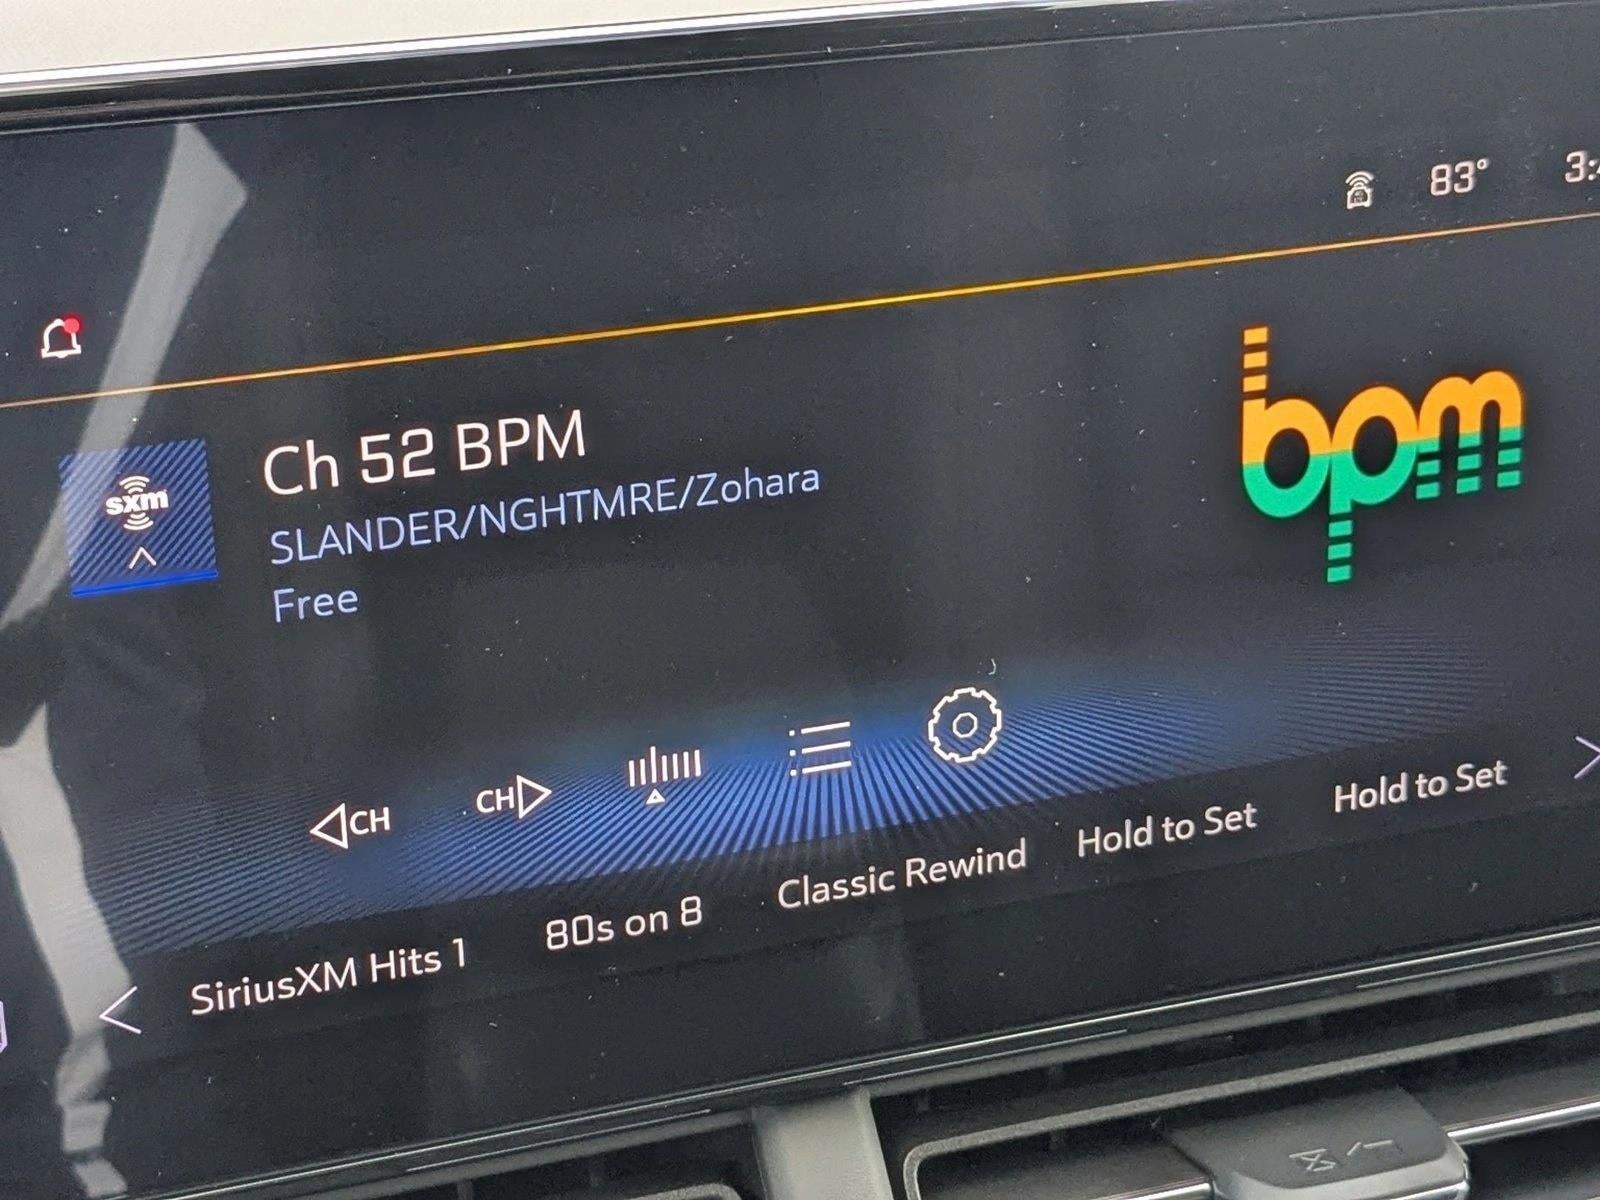 83°
Ch 52 BPM
SLANDER/NGHTMRE/Zohara
Free
sxm
bpm
CH
CH
SiriusXM Hits 1
80s on 8
Classic Rewind
Hold to Set
Hold to Set